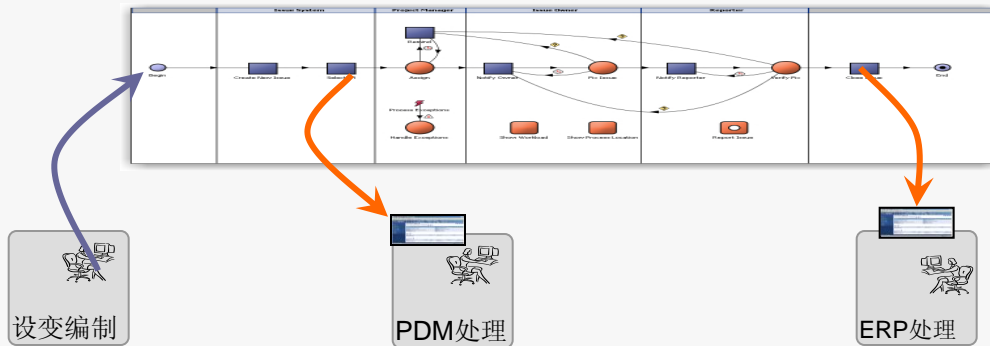 Issue System
Project Manager
Issue Owner
Reporter
Begin
Create New Issue
Assign
Notify Owner
Fix Issue
Notify Reporter
Verify Fix
Close Issue
End
Process Exceptions
Handle Exceptions
Show Workload
Show Process Location
Report Issue
设变编制
PDM处理
ERP处理